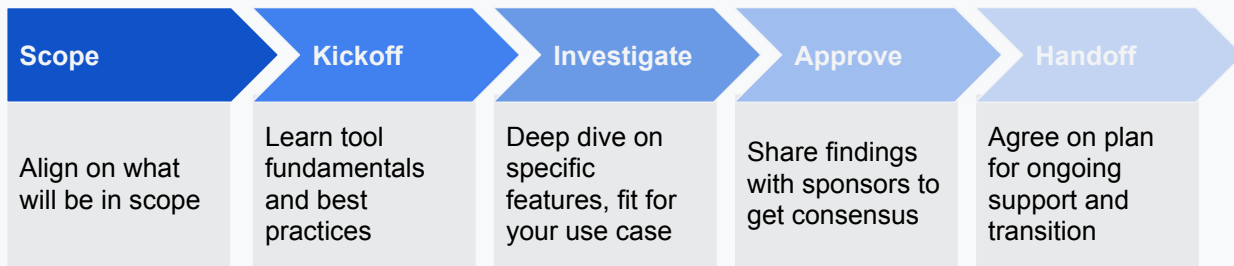 Scope
Kickoff
Investigate
Approve
Handoff
Align on what
will be in scope
Learn tool
fundamentals
and best
practices
Deep dive on
specific
features, fit for
your use case
Share findings
with sponsors to
get consensus
Agree on plan
for ongoing
support and
transition